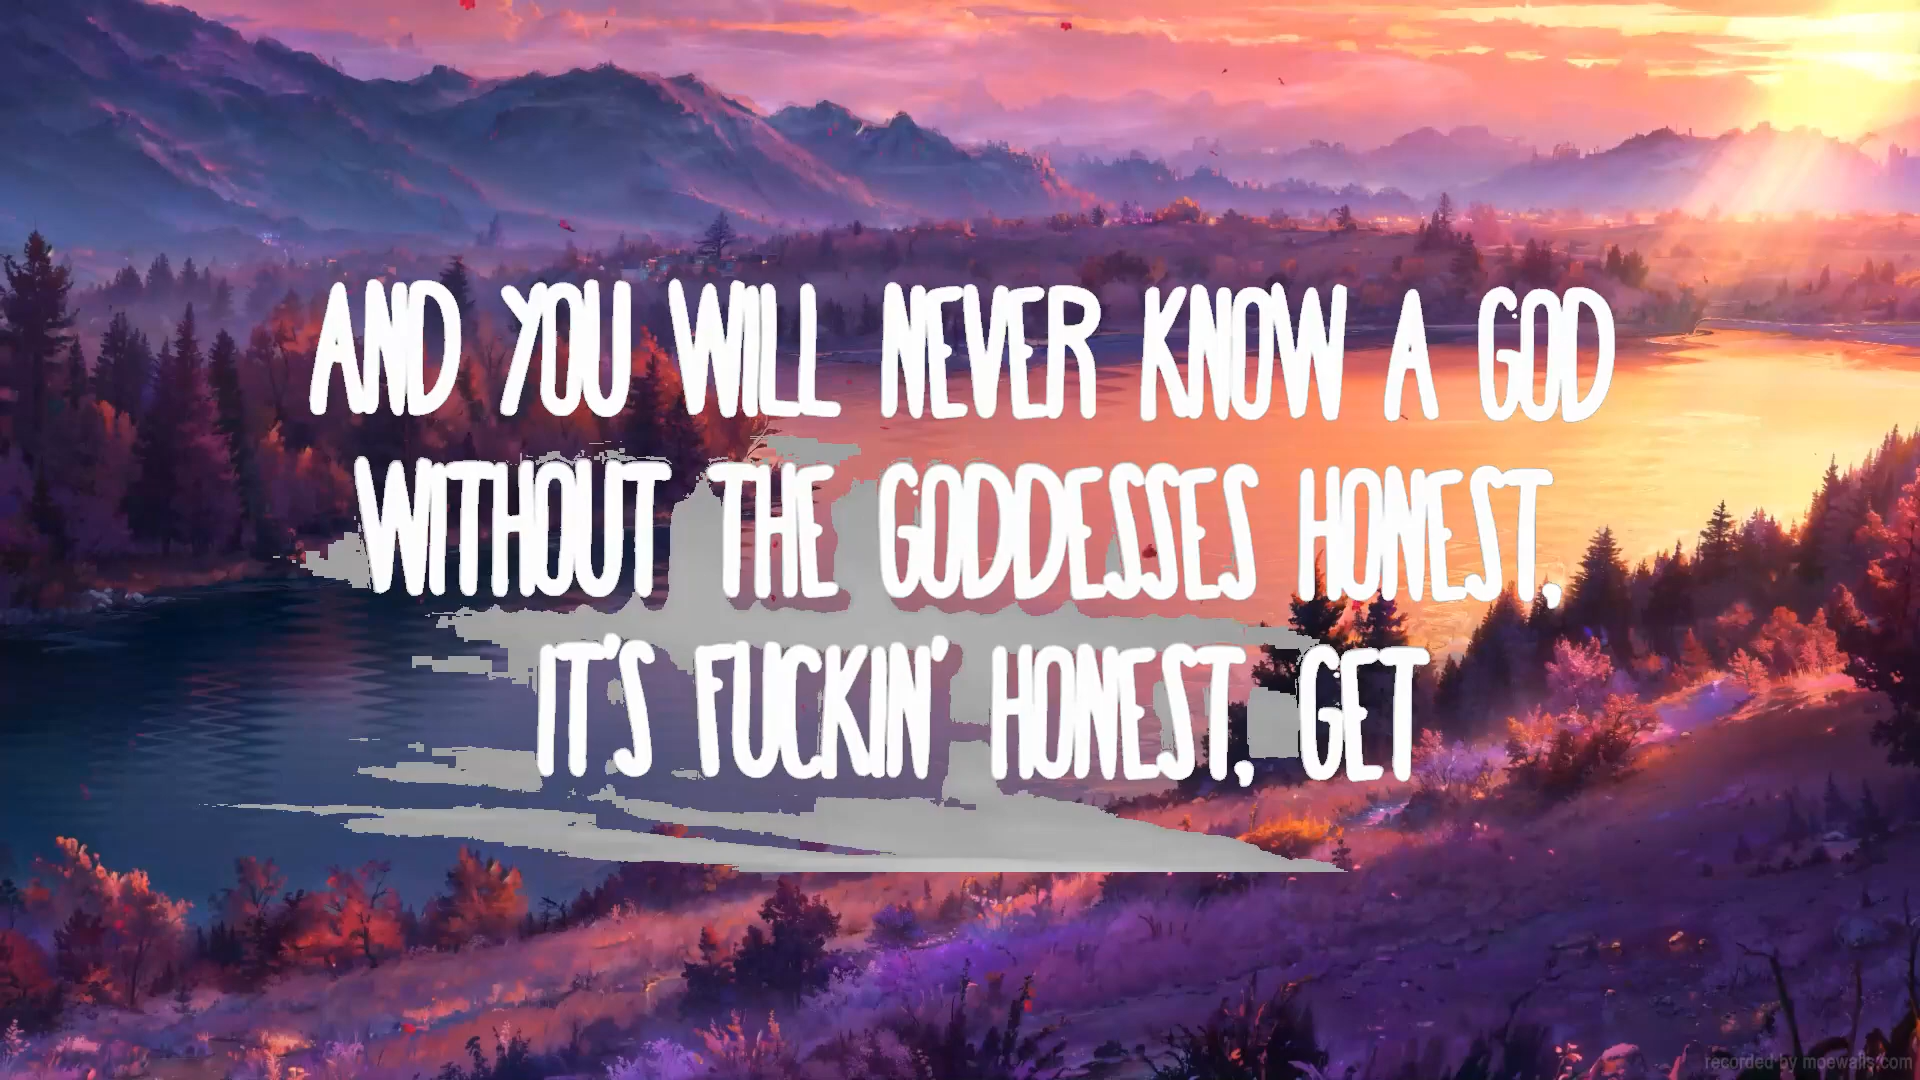 AND YOU WILL NEVER KNOW A GOD
WITHOUT THE GODDESSES HONEST,
IT'S FUCKIN' HONEST, GET
recorded by moewalls.com